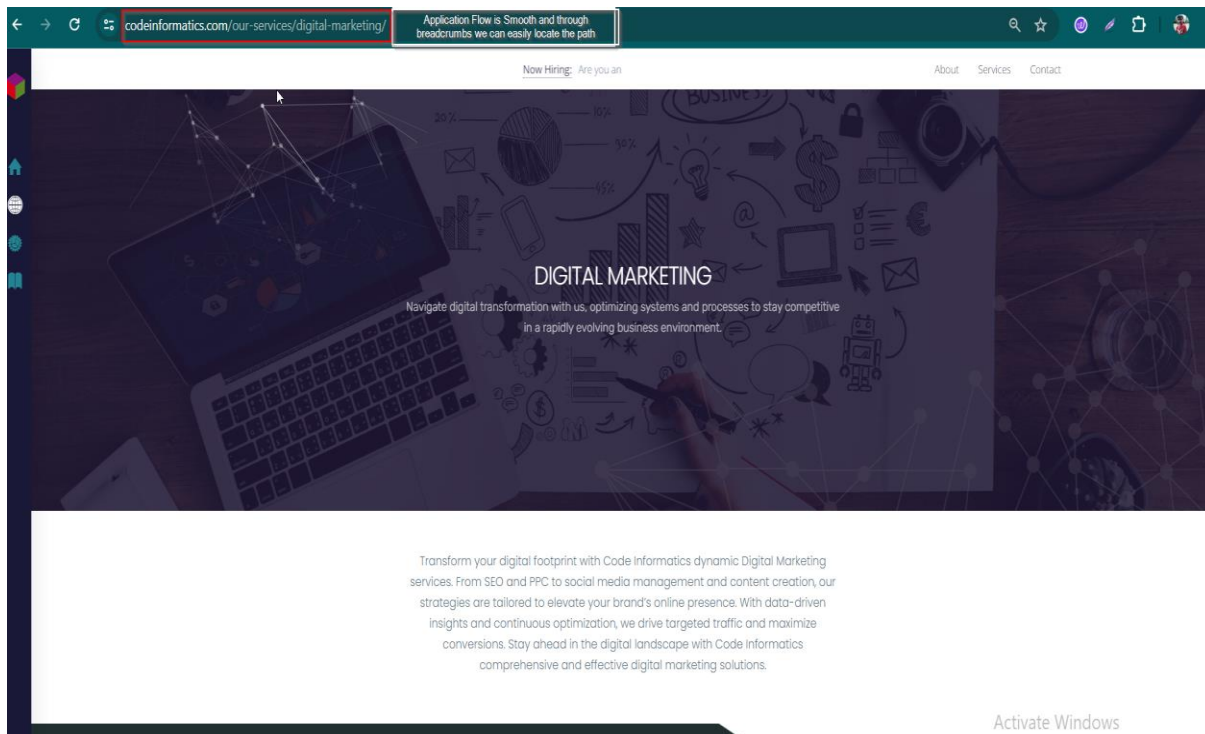 codeinformatics.com/our-services/digital-marketing/
Application Flow is Smooth and through
breadcrumbs we can easily locate the path
Now Hiring: Are you an
About Services Contact
BUSINESS
20%
10%
50%
45%
DIGITAL MARKETING
Navigate digital transformation with us, optimizing systems and processes to stay competitive
in a rapidly evolving business environment.
Transform your digital footprint with Code Informatics dynamic Digital Marketing
services. From SEO and PPC to social media management and content creation, our
strategies are tailored to elevate your brand's online presence. With data-driven
insights and continuous optimization, we drive targeted traffic and maximize
conversions. Stay ahead in the digital landscape with Code Informatics
comprehensive and effective digital marketing solutions.
Activate Windows